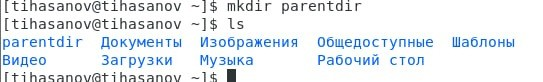 [tihasanov@tihasanov ~]$ mkdir parentdir
[tihasanov@tihasanov ~]$ ls
parentdir Документы Изображения Общедоступные Шаблоны
Видео Загрузки Музыка Рабочий стол
[tihasanov@tihasanov ~]$